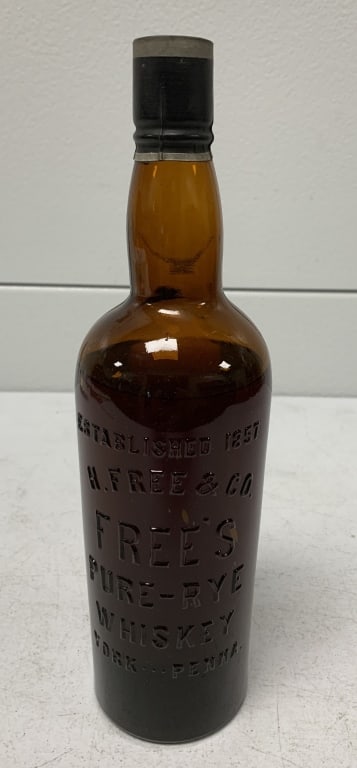 ESTABLISHED 1857
H. FREE & CO,
FREE'S
PURE-RYE
WHISKEY
YORK---PENNA.